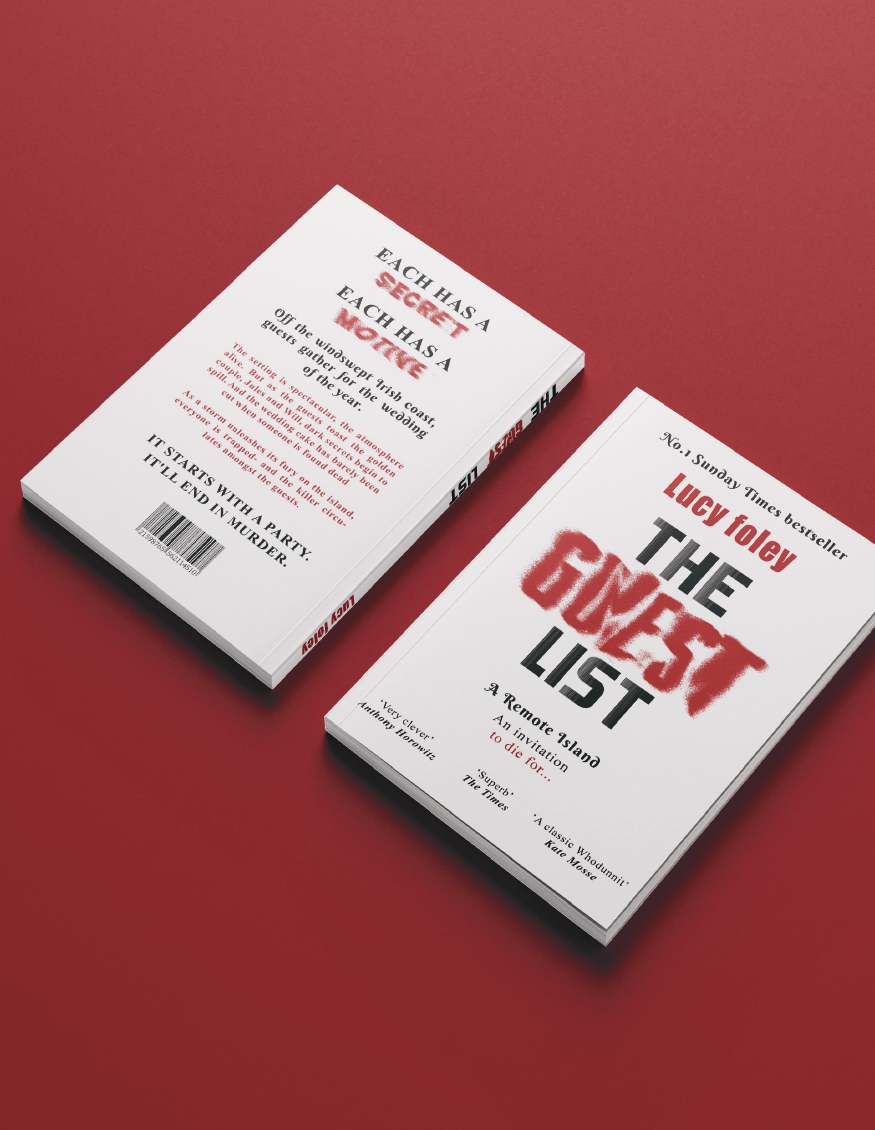 EACH HAS A
SECRET
EACH HAS A
MOTIVE
Off the windswept Irish coast,
guests gather for the wedding
of the year.
The setting is spectacular, the atmosphere
alive. But as the guests toast the golden
couple, Jules and Will, dark secrets begin to
spill. And the wedding cake has barely been
cut when someone is found dead
As a storm unleashes its fury on the island,
everyone is trapped, and the killer circu-
lates amongst the guests.
IT STARTS WITH A PARTY.
IT'LL END IN MURDER.
THE GUEST LIST
Lucy foley
No.1 Sunday Times bestseller
Lucy foley
THE
GUEST
LIST
A Remote Island
An invitation
to die for...
'Very clever'
Anthony Horowitz
'Superb'
The Times
'A classic Whodunnit'
Kate Mosse